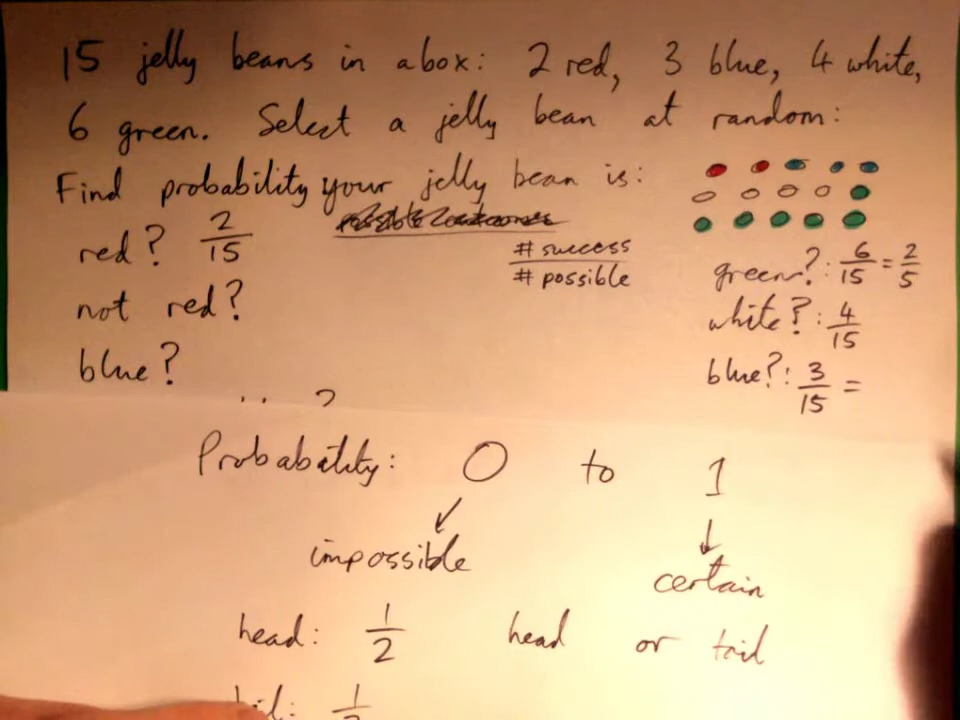 15 jelly beans in a box: 2 red, 3 blue, 4 white,
6 green. Select a jelly bean at random:
Find probability your jelly bean is:
red? 2/15
# success
# possible
not red?
blue?
green?: 6/15 = 2/5
white?: 4/15
blue?: 3/15 =
Probability: 0 to 1
impossible
certain
head: 1/2 head or tail